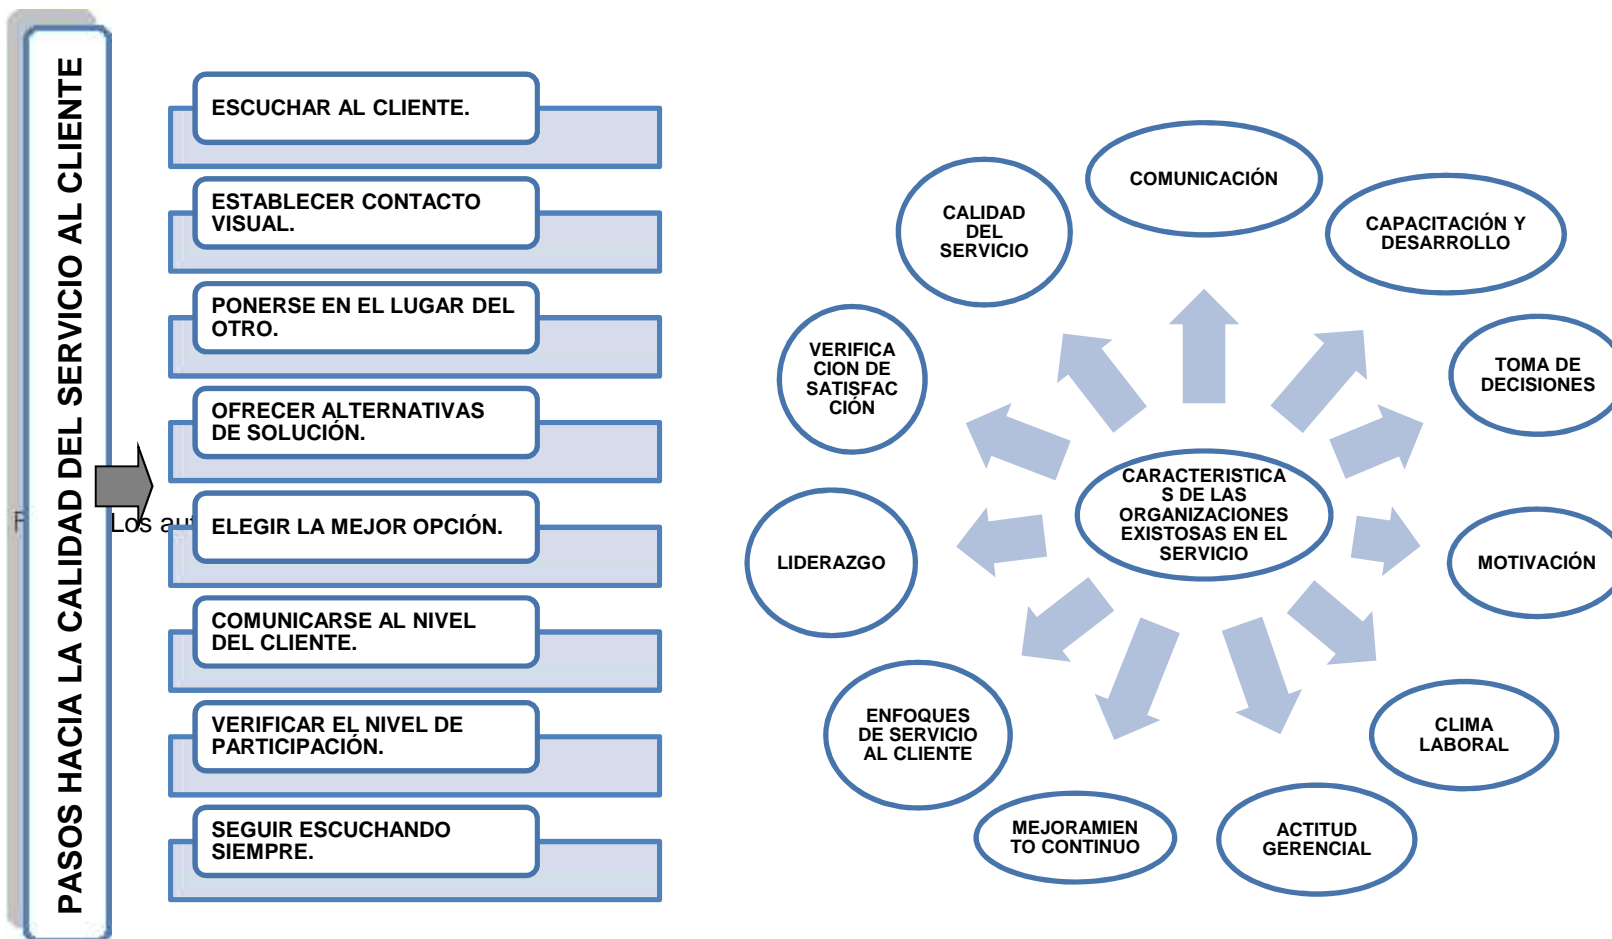 PASOS HACIA LA CALIDAD DEL SERVICIO AL CLIENTE
ESCUCHAR AL CLIENTE.
ESTABLECER CONTACTO
VISUAL.
PONERSE EN EL LUGAR DEL
OTRO.
OFRECER ALTERNATIVAS
DE SOLUCIÓN.
Los
ELEGIR LA MEJOR OPCIÓN.
COMUNICARSE AL NIVEL
DEL CLIENTE.
VERIFICAR EL NIVEL DE
PARTICIPACIÓN.
SEGUIR ESCUCHANDO
SIEMPRE.
CARACTERISTICA
S DE LAS
ORGANIZACIONES
EXISTOSAS EN EL
SERVICIO
COMUNICACIÓN
CAPACITACIÓN Y
DESARROLLO
TOMA DE
DECISIONES
MOTIVACIÓN
CLIMA
LABORAL
ACTITUD
GERENCIAL
MEJORAMIEN
TO CONTINUO
ENFOQUES
DE SERVICIO
AL CLIENTE
LIDERAZGO
VERIFICA
CION DE
SATISFAC
CIÓN
CALIDAD
DEL
SERVICIO